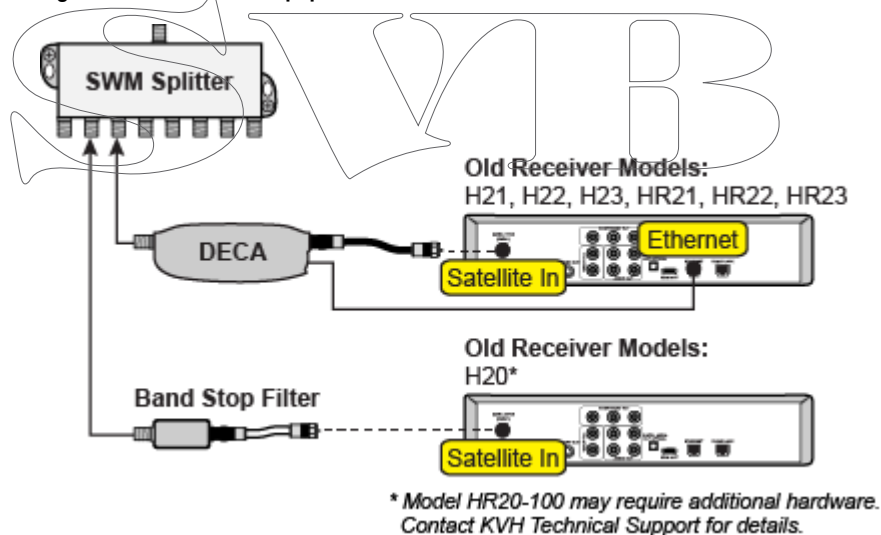 SVB
SWM Splitter
Old Receiver Models:
H21, H22, H23, HR21, HR22, HR23
DECA
Ethernet
Satellite In
Old Receiver Models:
H20*
Band Stop Filter
Satellite In
* Model HR20-100 may require additional hardware.
Contact KVH Technical Support for details.